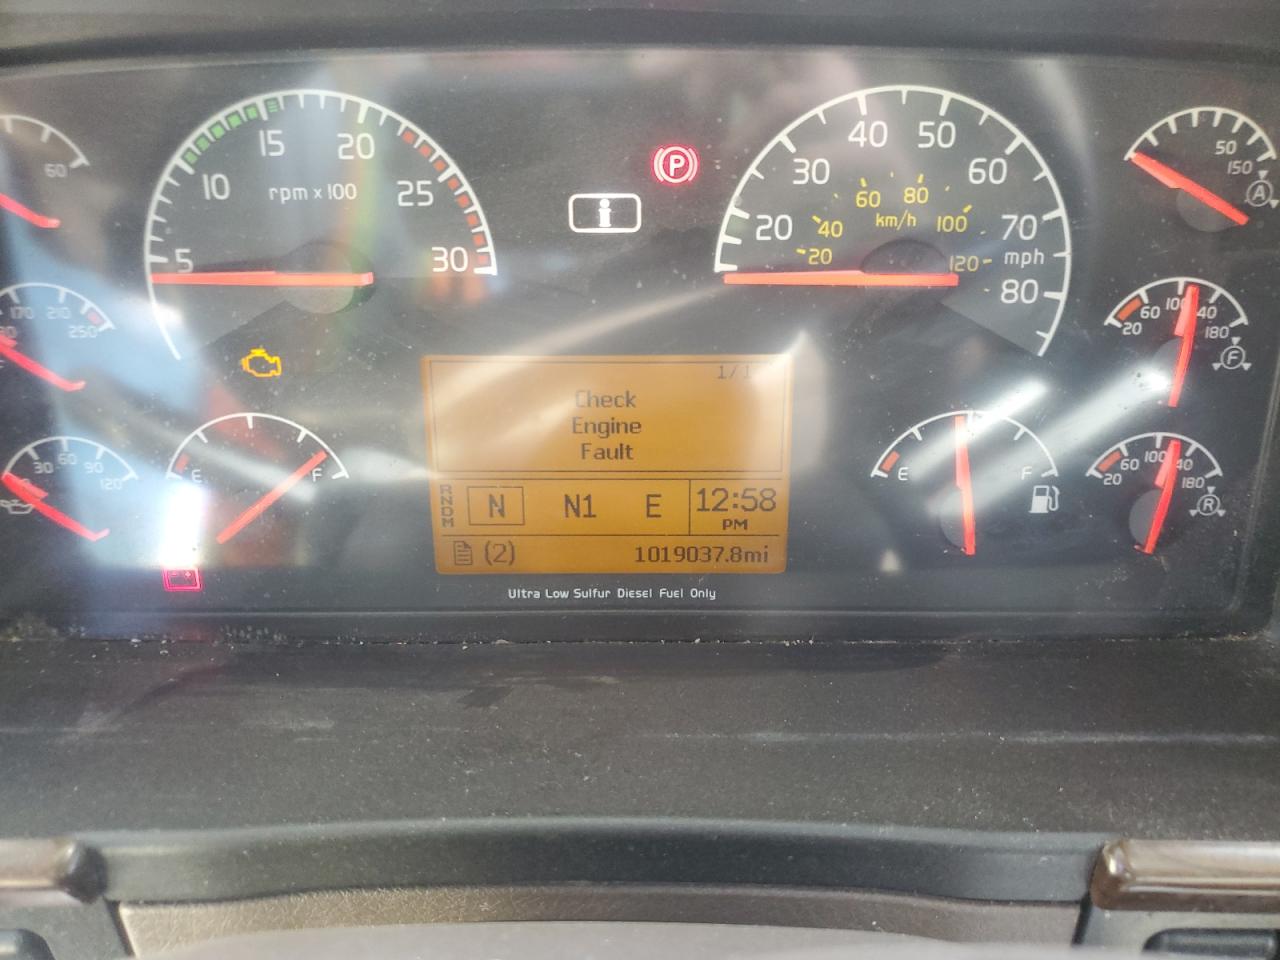 60
15
20
10
rpm x 100
25
5
30
P
i
40
50
30
60
60
80
20
40
km/h
100
70
20
120
mph
80
50
150
A
170
210
250
60
100
40
20
180
F
1/1
Check
Engine
Fault
R
N
D
M
N
N1
E
12:58
PM
(2)
1019037.8mi
Ultra Low Sulfur Diesel Fuel Only
30
60
90
120
E
F
E
F
60
100
40
20
180
R